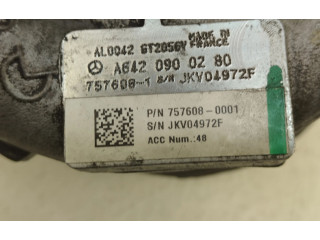 AL0042 GT2056V MADE IN FRANCE
A642 090 02 80
757608-1 S/N JKV04972F
P/N 757608-0001
S/N JKV04972F
ACC Num.:48